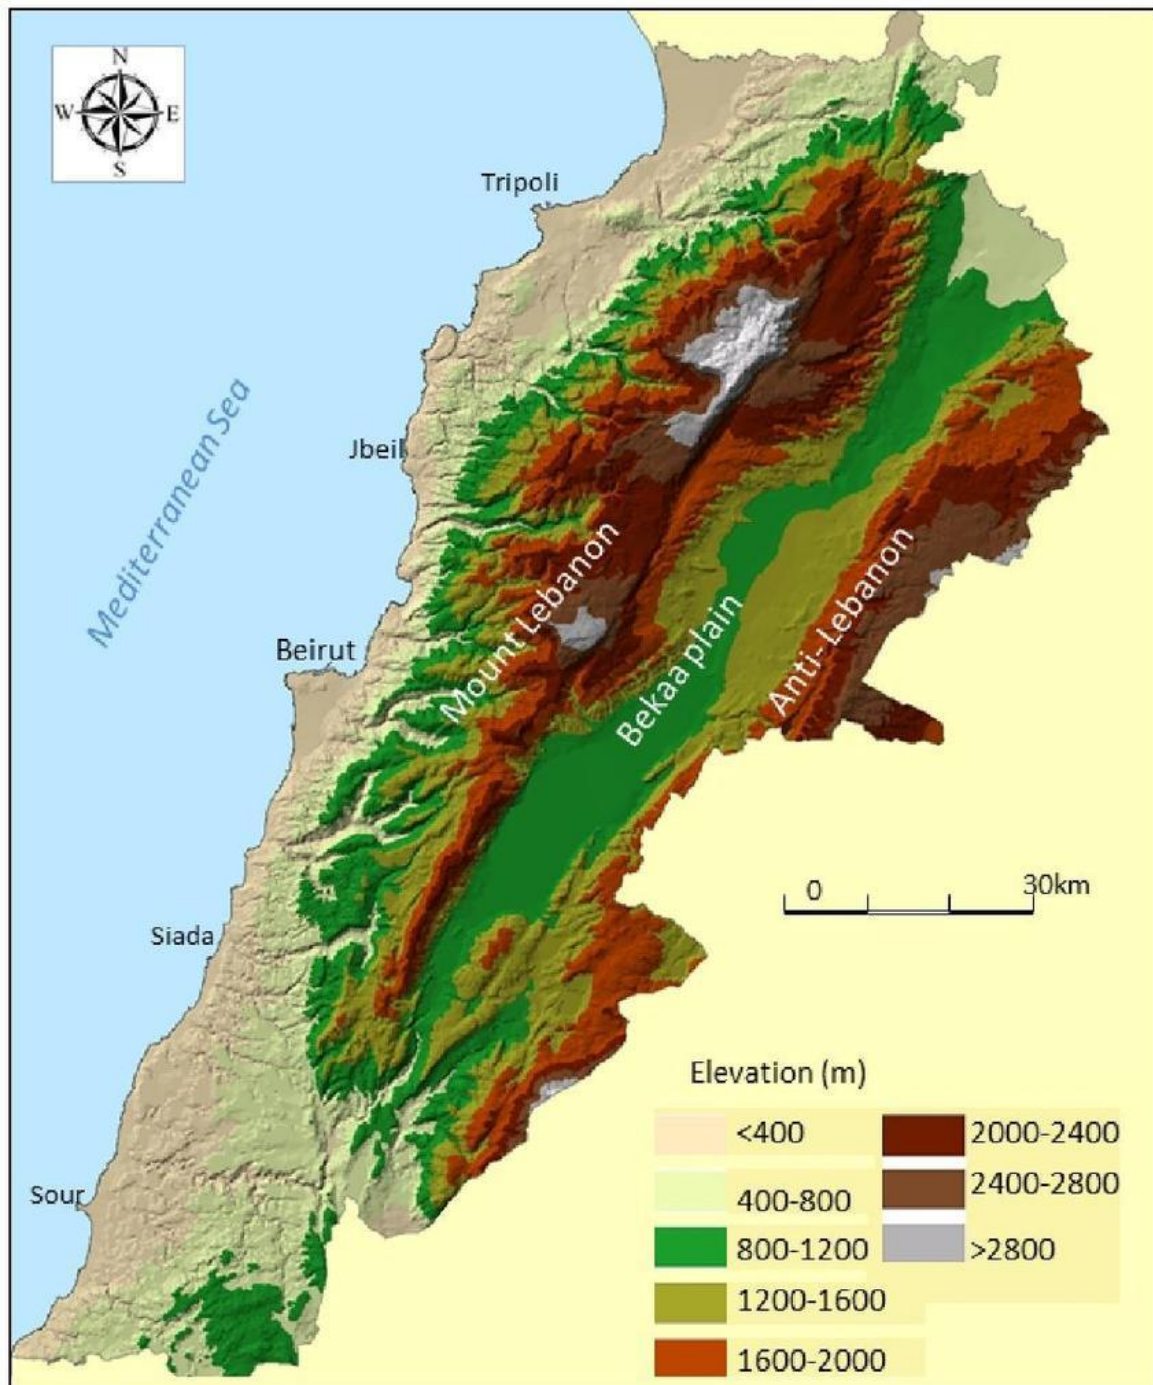 N
W E
S
Tripoli
Jbeil
Mediterranean Sea
Beirut
Mount Lebanon
Bekaa plain
Anti-Lebanon
0 30km
Siada
Sour
Elevation (m)
<400
400-800
800-1200
1200-1600
1600-2000
2000-2400
2400-2800
>2800